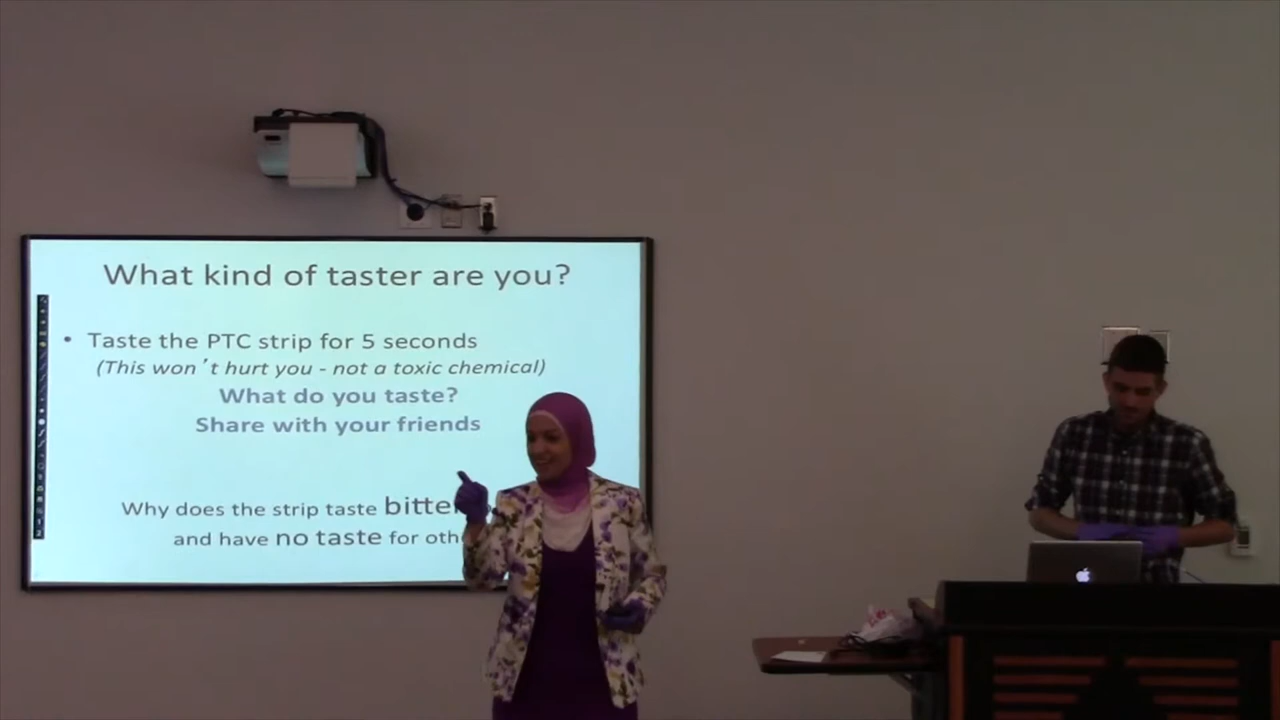 What kind of taster are you?
• Taste the PTC strip for 5 seconds
(This won't hurt you - not a toxic chemical)
What do you taste?
Share with your friends
Why does the strip taste
and have no taste for